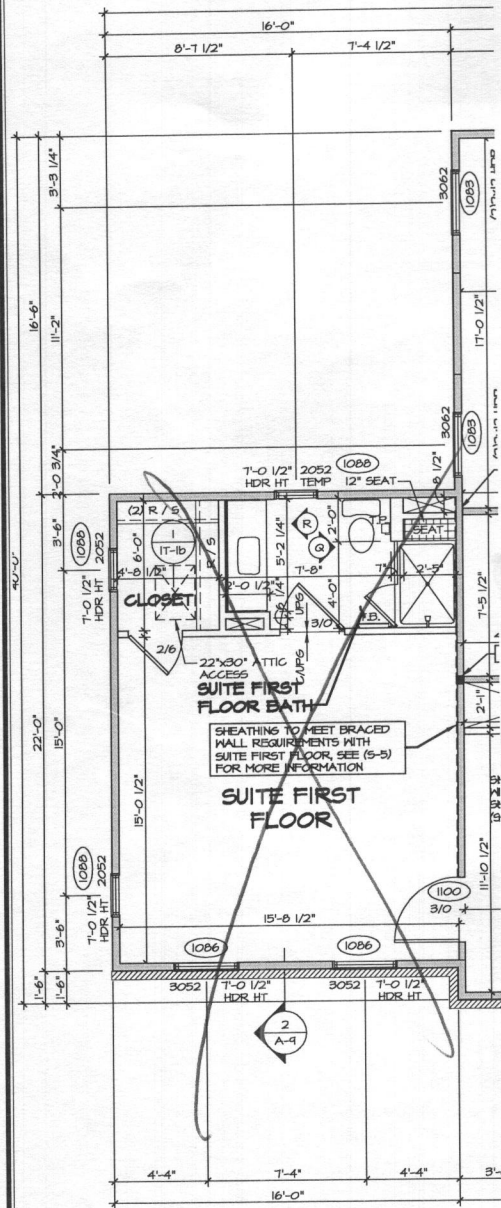 16'-0"
8'-7 1/2" 7'-4 1/2"
3'-3 1/4"
3062
1083
16'-6"
11'-2"
17'-0 1/2"
3062
1083
40'-0"
2'-0 3/4"
7'-0 1/2" 2052 1088
HDR HT TEMP 12" SEAT
8 1/2"
(2) R / S
R / S
1088
2052
7'-0 1/2"
HDR HT
3'-6"
6'-0"
1T-1b
4'-8 1/2"
CLOSET
2/6
2'-0 1/2"
5'-2 1/4"
R
Q
7'-8"
2'-0"
T.P.
SEAT
7"
2'-5"
4'-0"
3/0
UPS
C/UPS
7'-5 1/2"
22"x30" ATTIC
ACCESS
SUITE FIRST
FLOOR BATH
2'-1"
SHEATHING TO MEET BRACED
WALL REQUIREMENTS WITH
SUITE FIRST FLOOR, SEE (S-5)
FOR MORE INFORMATION
SUITE FIRST
FLOOR
22'-0"
15'-0"
15'-0 1/2"
1088
2052
7'-0 1/2"
HDR HT
3'-6"
1'-6"
1'-6"
11'-10 1/2"
1100
3/0
15'-8 1/2"
1086 1086
3052 7'-0 1/2" 3052 7'-0 1/2"
HDR HT HDR HT
2
A-9
4'-4" 7'-4" 4'-4"
16'-0"